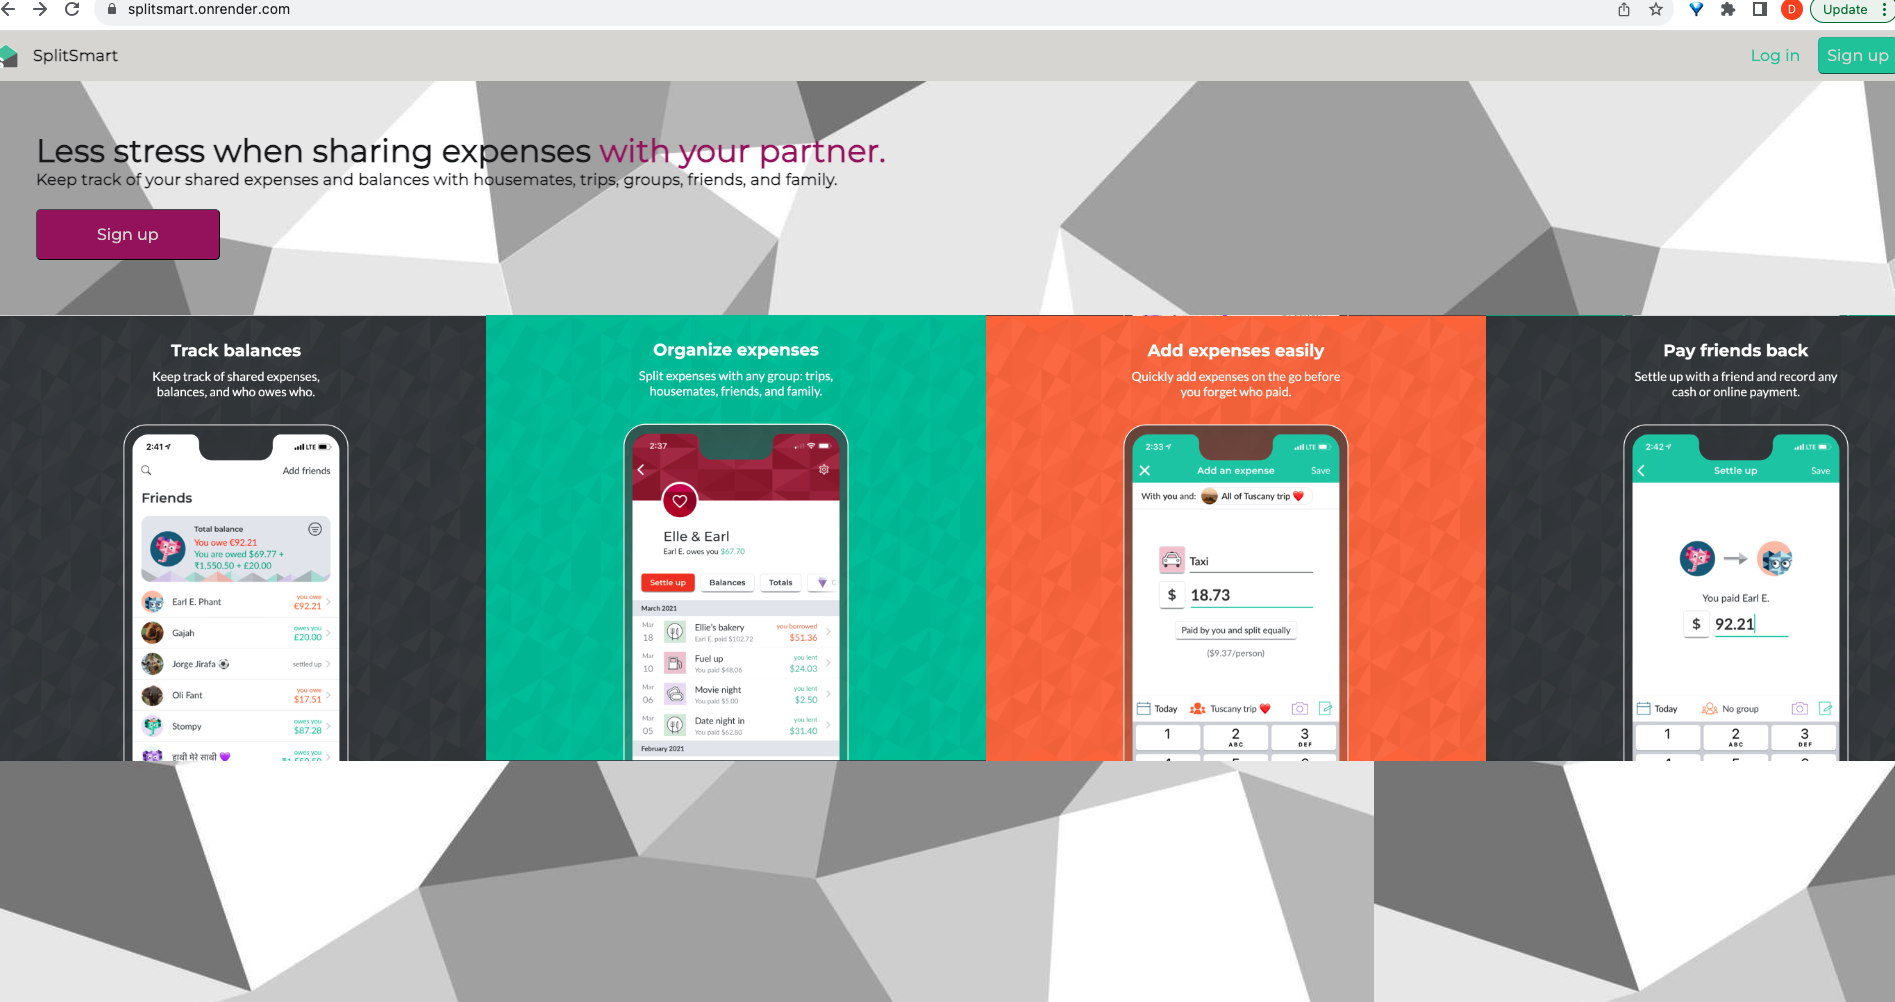 splitsmart.onrender.com
D
Update
SplitSmart
Log in
Sign up
Less stress when sharing expenses with your partner.
Keep track of your shared expenses and balances with housemates, trips, groups, friends, and family.
Sign up
Track balances
Keep track of shared expenses,
balances, and who owes who.
2:41
LTE
Add friends
Friends
Total balance
You owe €92.21
You are owed $69.77 +
₹1,550.50 + £20.00
Earl E. Phant
you owe
€92.21
Gajah
owes you
£20.00
Jorge Jirafa
settled up
Oli Fant
you owe
$17.51
Stompy
owes you
$87.28
हाथी मेरे साथी
owes you
Organize expenses
Split expenses with any group: trips,
housemates, friends, and family.
2:37
Elle & Earl
Earl E. owes you $67.70
Settle up
Balances
Totals
March 2021
Mar
18
Ellie's bakery
Earl E. paid $102.72
you borrowed
$51.36
Mar
10
Fuel up
You paid $48.06
you lent
$24.03
Mar
06
Movie night
You paid $5.00
you lent
$2.50
Mar
05
Date night in
You paid $62.80
you lent
$31.40
February 2021
Add expenses easily
Quickly add expenses on the go before
you forget who paid.
2:33
LTE
Add an expense
Save
With you and:
All of Tuscany trip ❤️
Taxi
$
18.73
Paid by you and split equally
($9.37/person)
Today
Tuscany trip ❤️
1
2
ABC
3
DEF
Pay friends back
Settle up with a friend and record any
cash or online payment.
2:42
LTE
Settle up
Save
You paid Earl E.
$
92.21
Today
No group
1
2
ABC
3
DEF